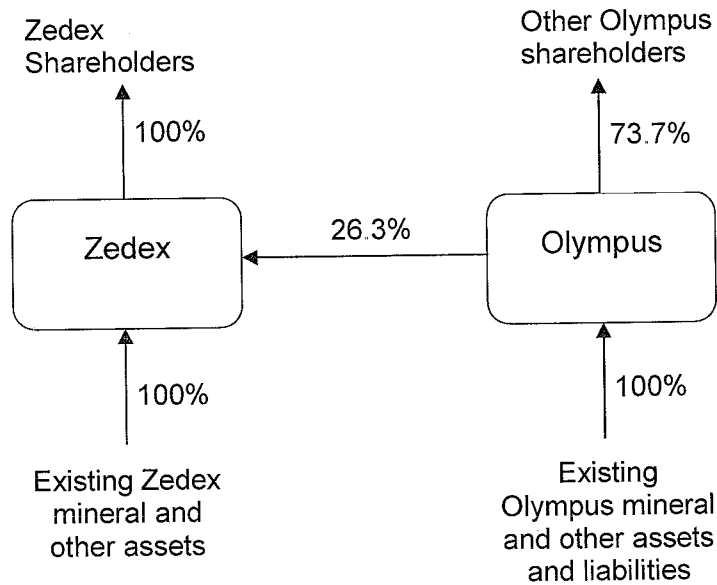 Zedex
Shareholders
Other Olympus
shareholders
100%
73.7%
Zedex
26.3%
Olympus
100%
100%
Existing Zedex
mineral and
other assets
Existing
Olympus mineral
and other assets
and liabilities